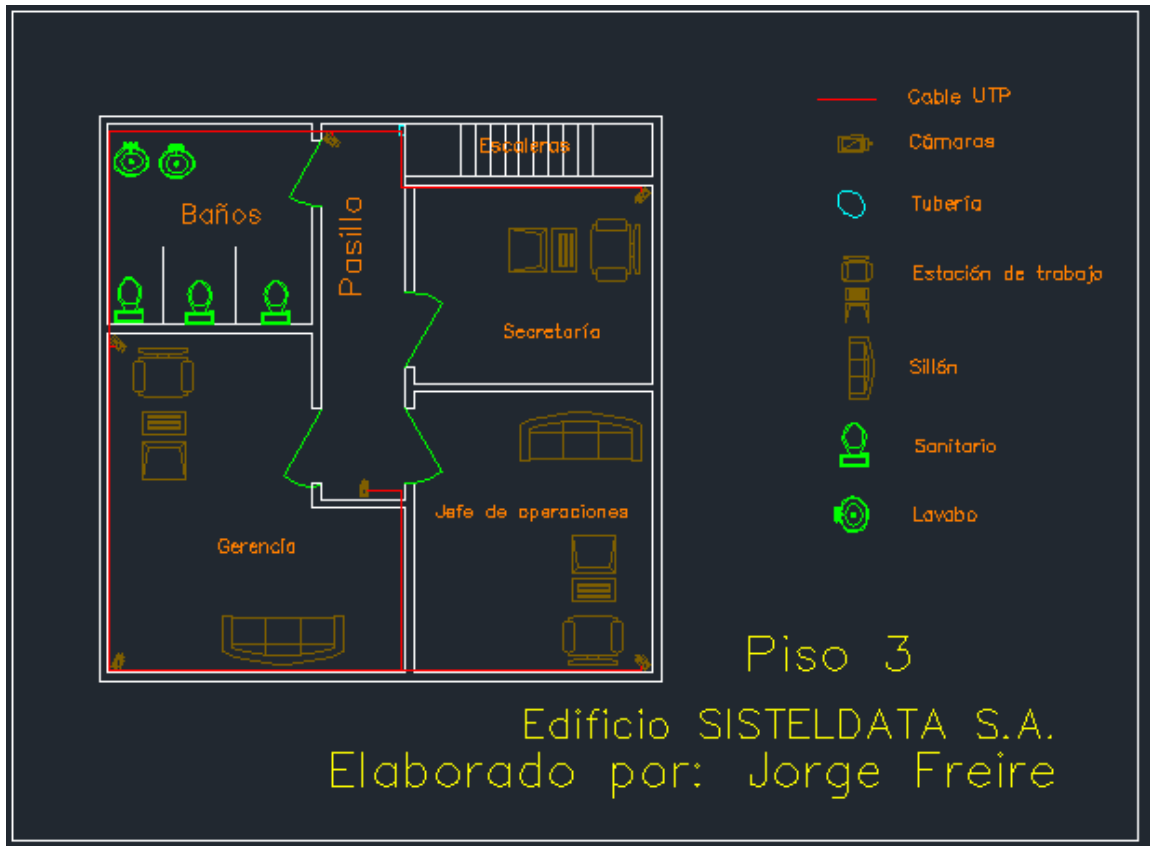 Escaleras
Baños
Pasillo
Secretaría
Jefe de operaciones
Gerencía
Cable UTP
Cámaras
Tubería
Estación de trabajo
Sillón
Sanitario
Lavabo
Piso 3
Edificio SISTELDATA S.A.
Elaborado por: Jorge Freire